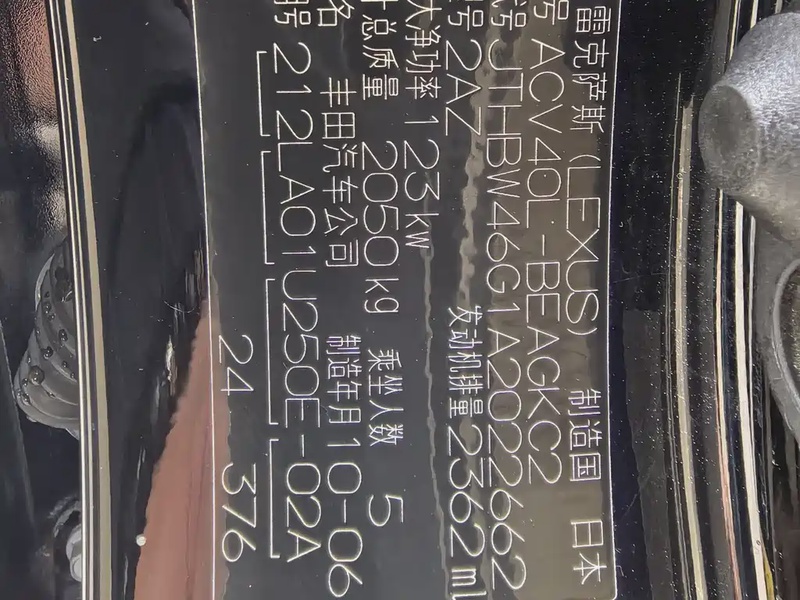 雷克萨斯 (LEXUS) 制造国 日本
号 ACV40L-BEAGKC2
号 JTHBW46G1A2022662
号 2AZ 发动机排量 2362 ml
大净功率 123 kw
总质量 2050 kg 乘坐人数 5
名 丰田汽车公司 制造年月 10-06
212LA01U250E-02A
24 376